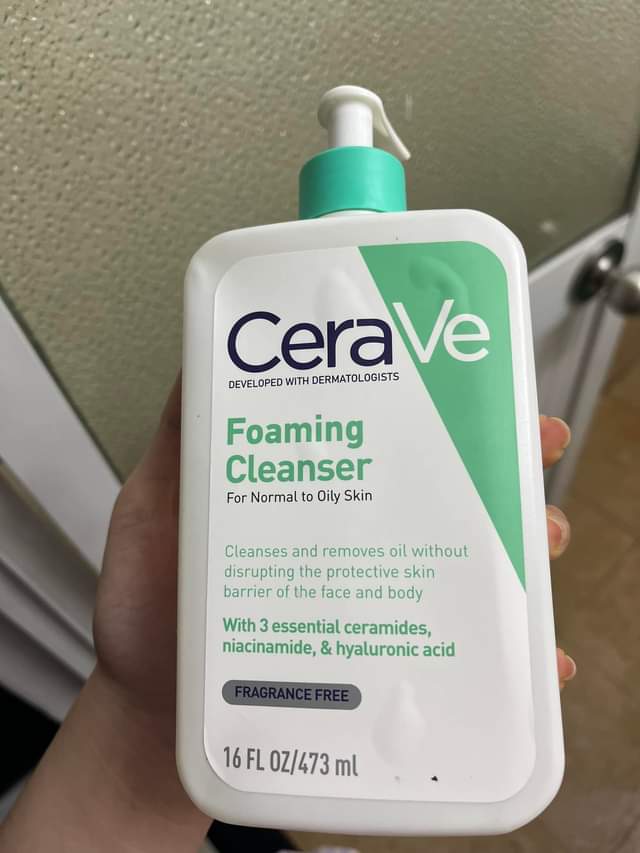 CeraVe
DEVELOPED WITH DERMATOLOGISTS
Foaming
Cleanser
For Normal to Oily Skin
Cleanses and removes oil without
disrupting the protective skin
barrier of the face and body
With 3 essential ceramides,
niacinamide, & hyaluronic acid
FRAGRANCE FREE
16 FL OZ/473 ml